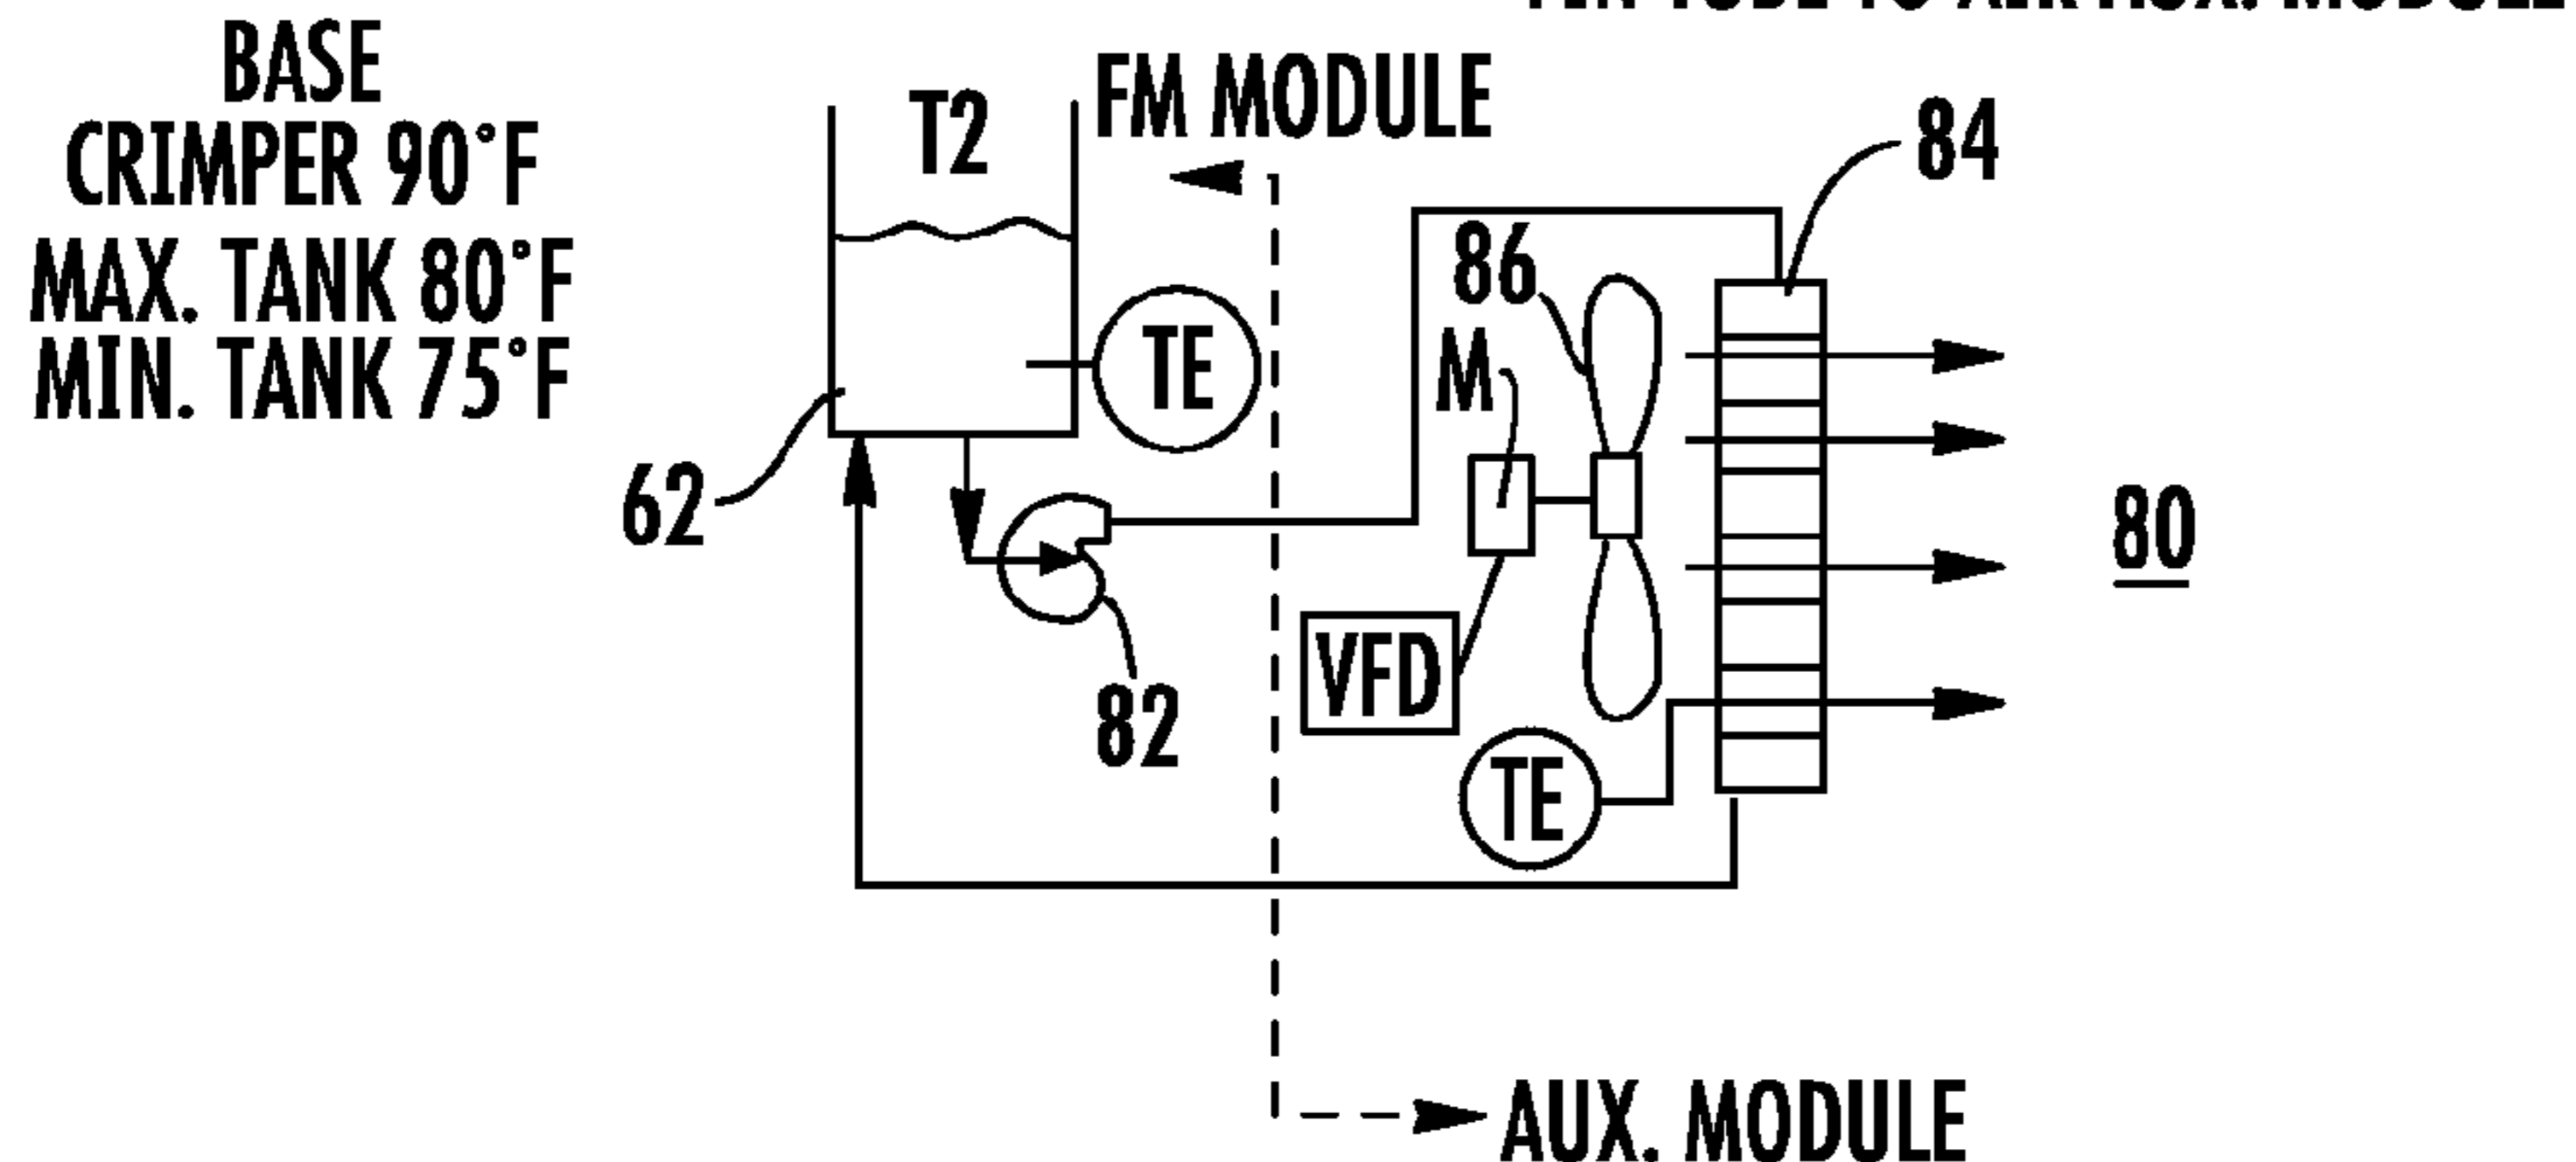 BASE
CRIMPER 90°F
MAX. TANK 80°F
MIN. TANK 75°F
T2
FM MODULE
84
86
M
TE
62
80
82
VFD
TE
AUX. MODULE